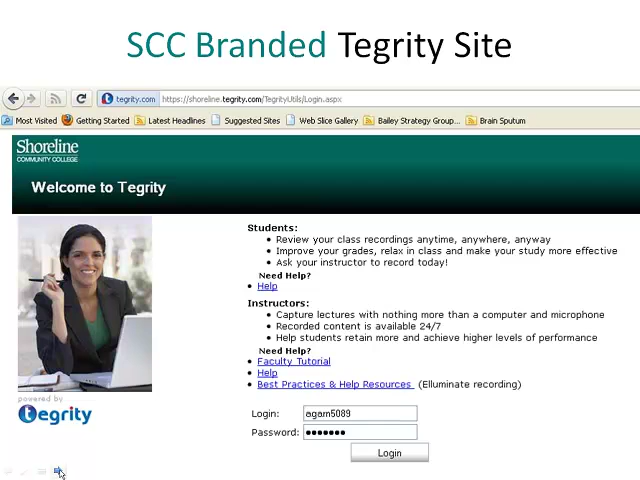 SCC Branded Tegrity Site
tegrity.com https://shoreline.tegrity.com/TegrityUtils/Login.aspx
Most Visited Getting Started Latest Headlines Suggested Sites Web Slice Gallery Bailey Strategy Group... Brain Sputum
Shoreline
COMMUNITY COLLEGE
Welcome to Tegrity
Students:
• Review your class recordings anytime, anywhere, anyway
• Improve your grades, relax in class and make your study more effective
• Ask your instructor to record today!
Need Help?
• Help
Instructors:
• Capture lectures with nothing more than a computer and microphone
• Recorded content is available 24/7
• Help students retain more and achieve higher levels of performance
Need Help?
• Faculty Tutorial
• Help
• Best Practices & Help Resources (Elluminate recording)
powered by
tegrity
Login: agarn5089
Password: •••••••
Login